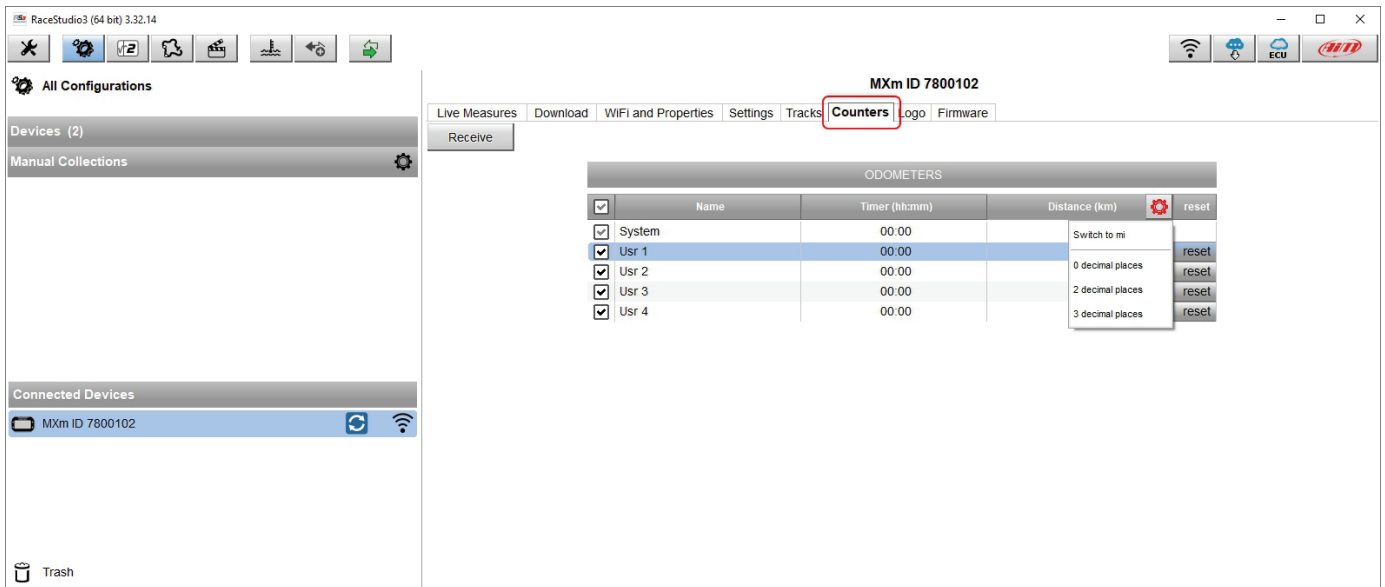 RaceStudio3 (64 bit) 3.32.14
ECU
AiM
All Configurations
MXm ID 7800102
Live Measures Download WiFi and Properties Settings Tracks Counters Logo Firmware
Devices (2)
Receive
Manual Collections
ODOMETERS
Name Timer (hh:mm) Distance (km) reset
System 00:00
Usr 1 00:00 reset
Usr 2 00:00 reset
Usr 3 00:00 reset
Usr 4 00:00 reset
Switch to mi
0 decimal places
2 decimal places
3 decimal places
Connected Devices
MXm ID 7800102
Trash